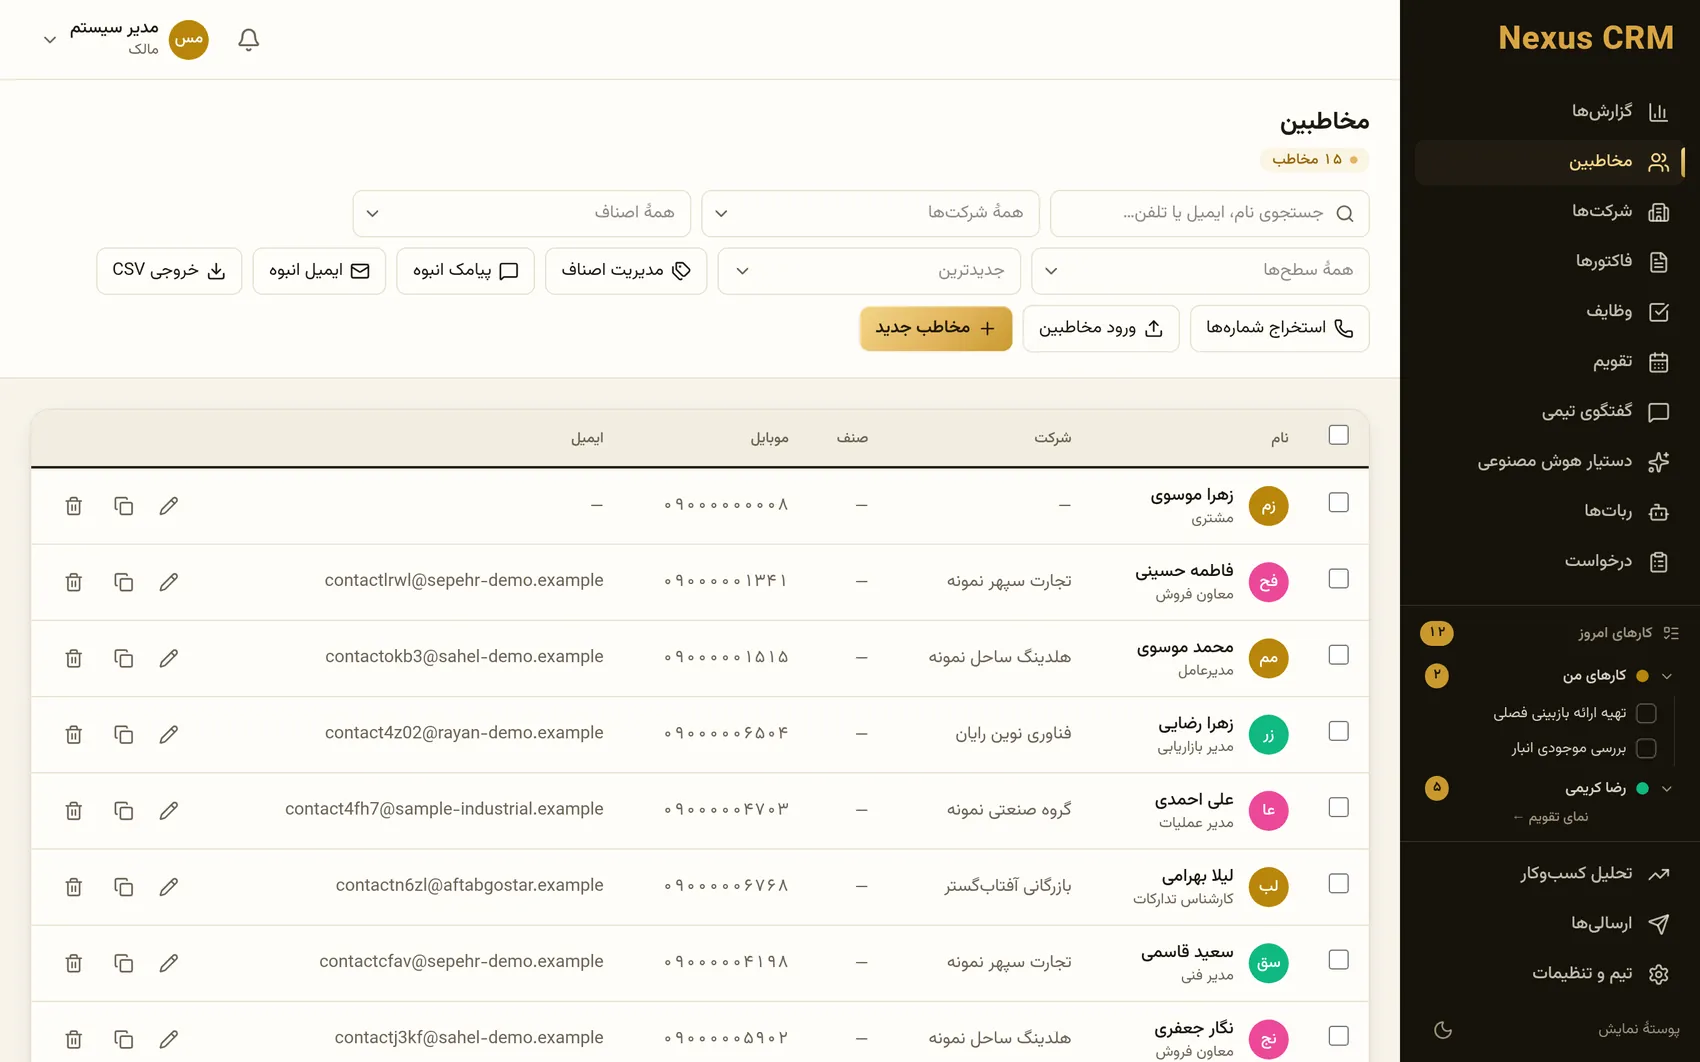 Nexus CRM
گزارش‌ها
مخاطبین
شرکت‌ها
فاکتورها
وظایف
تقویم
گفتگوی تیمی
دستیار هوش مصنوعی
ربات‌ها
درخواست
کارهای امروز ۱۲
کارهای من ۲
تهیه ارائه بازبینی فصلی
بررسی موجودی انبار
رضا کریمی ۵
نمای تقویم ←
تحلیل کسب‌وکار
ارسالی‌ها
تیم و تنظیمات
پوستهٔ نمایش
مس مدیر سیستم
مالک
مخاطبین
۱۵ مخاطب
جستجوی نام، ایمیل یا تلفن… همهٔ شرکت‌ها همهٔ اصناف
همهٔ سطح‌ها جدیدترین مدیریت اصناف پیامک انبوه ایمیل انبوه خروجی CSV
استخراج شماره‌ها ورود مخاطبین + مخاطب جدید
نام شرکت صنف موبایل ایمیل
زم زهرا موسوی — — ۰۹۰۰۰۰۰۰۰۰۸ —
مشتری
فح فاطمه حسینی تجارت سپهر نمونه — ۰۹۰۰۰۰۰۱۳۴۱ contactlrwl@sepehr-demo.example
معاون فروش
مم محمد موسوی هلدینگ ساحل نمونه — ۰۹۰۰۰۰۰۱۵۱۵ contactokb3@sahel-demo.example
مدیرعامل
زر زهرا رضایی فناوری نوین رایان — ۰۹۰۰۰۰۰۶۵۰۴ contact4z02@rayan-demo.example
مدیر بازاریابی
عا علی احمدی گروه صنعتی نمونه — ۰۹۰۰۰۰۰۴۷۰۳ contact4fh7@sample-industrial.example
مدیر عملیات
لب لیلا بهرامی بازرگانی آفتاب‌گستر — ۰۹۰۰۰۰۰۶۷۶۸ contactn6zl@aftabgostar.example
کارشناس تدارکات
سق سعید قاسمی تجارت سپهر نمونه — ۰۹۰۰۰۰۰۴۱۹۸ contactcfav@sepehr-demo.example
مدیر فنی
نج نگار جعفری هلدینگ ساحل نمونه — ۰۹۰۰۰۰۰۵۹۰۲ contactj3kf@sahel-demo.example
معاون فروش